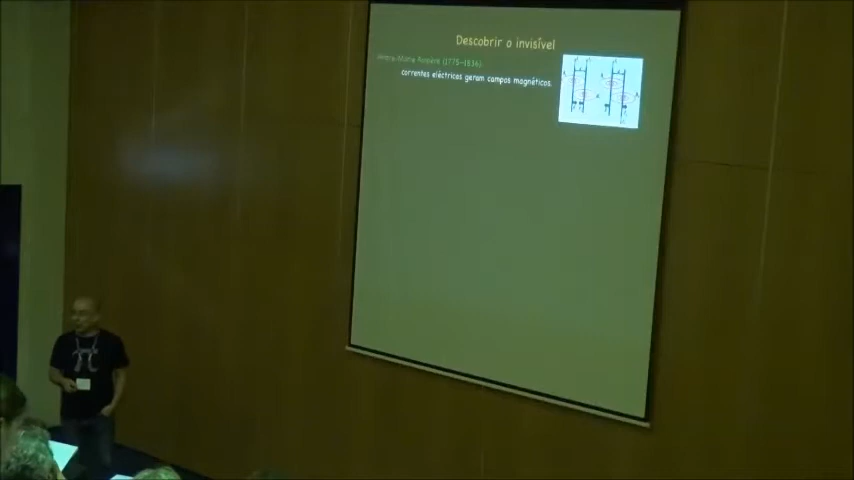 Descobrir o invisível
André-Marie Ampère (1775-1836)
correntes eléctricas geram campos magnéticos.
π